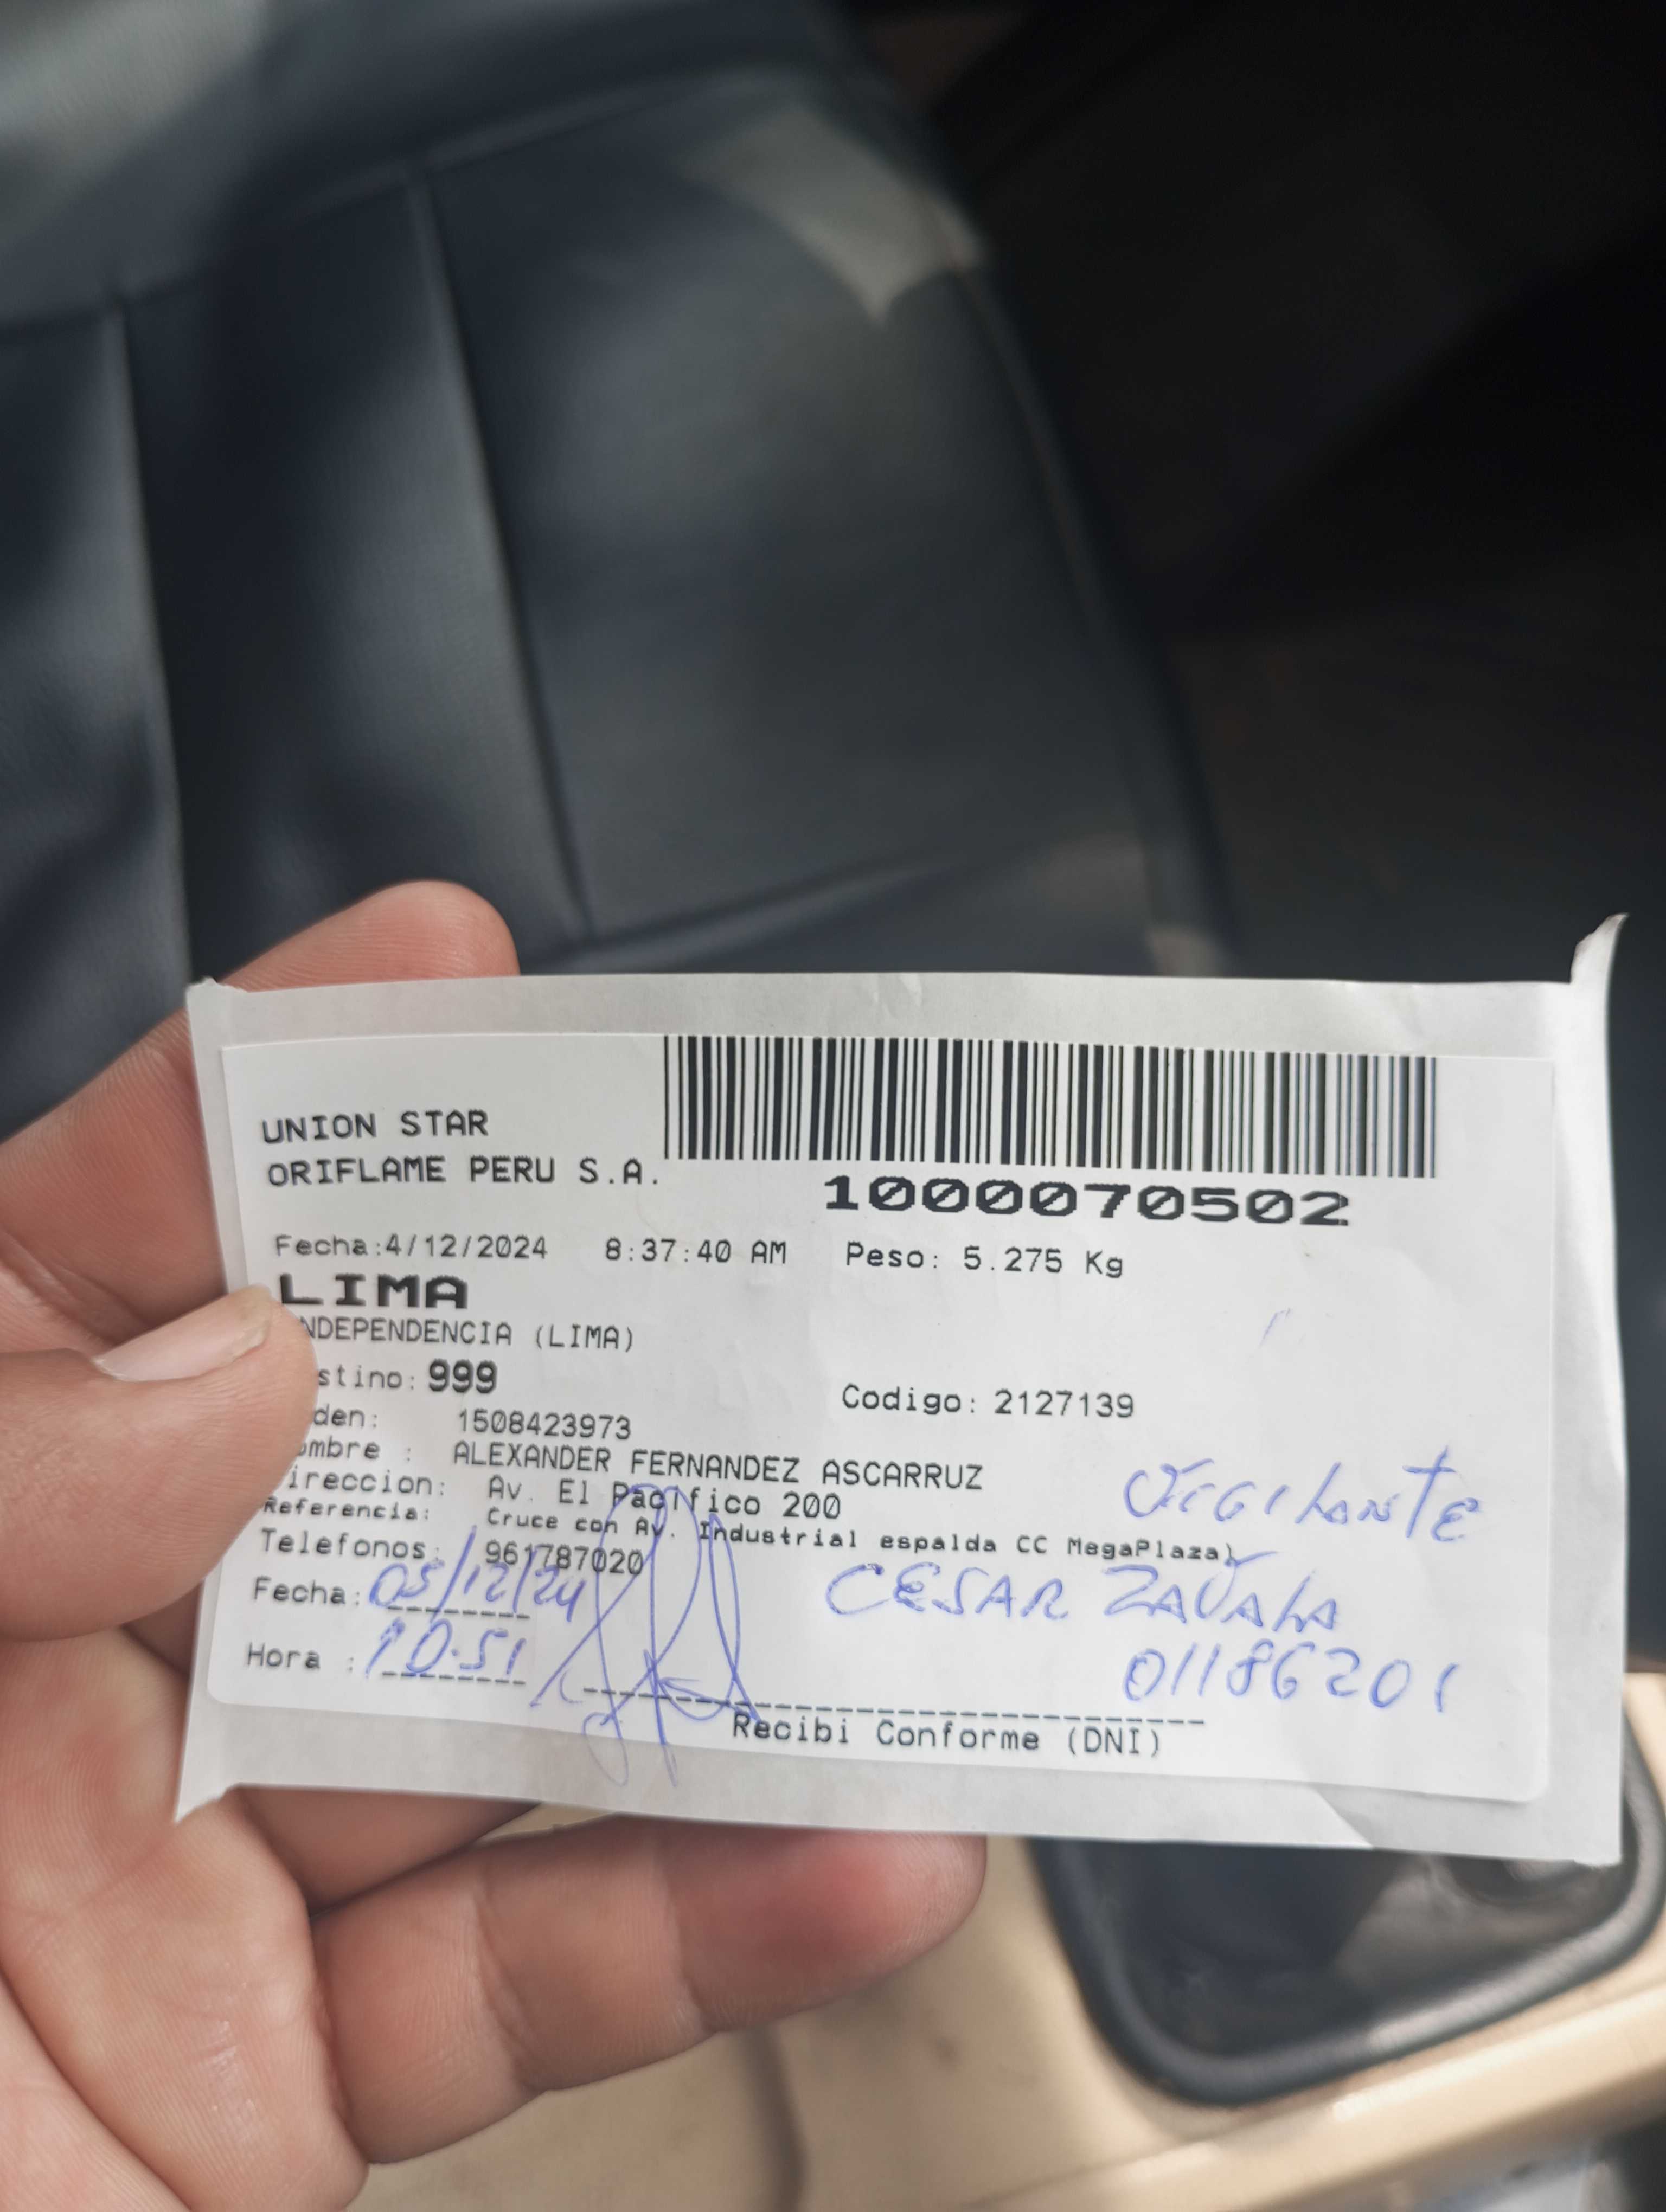 UNION STAR
ORIFLAME PERU S.A.
1000070502
Fecha:4/12/2024 8:37:40 AM Peso: 5.275 Kg
LIMA
NDEPENDENCIA (LIMA)
stino: 999
Codigo: 2127139
den: 1508423973
ombre : ALEXANDER FERNANDEZ ASCARRUZ
ireccion: Av. El Pacifico 200
VIGILANTE
Referencia: Cruce con Av. Industrial espalda CC MegaPlaza)
Telefonos: 961787020
Fecha: 05/12/24
CESAR ZAVALA
Hora : 10:51
01186201
Recibi Conforme (DNI)